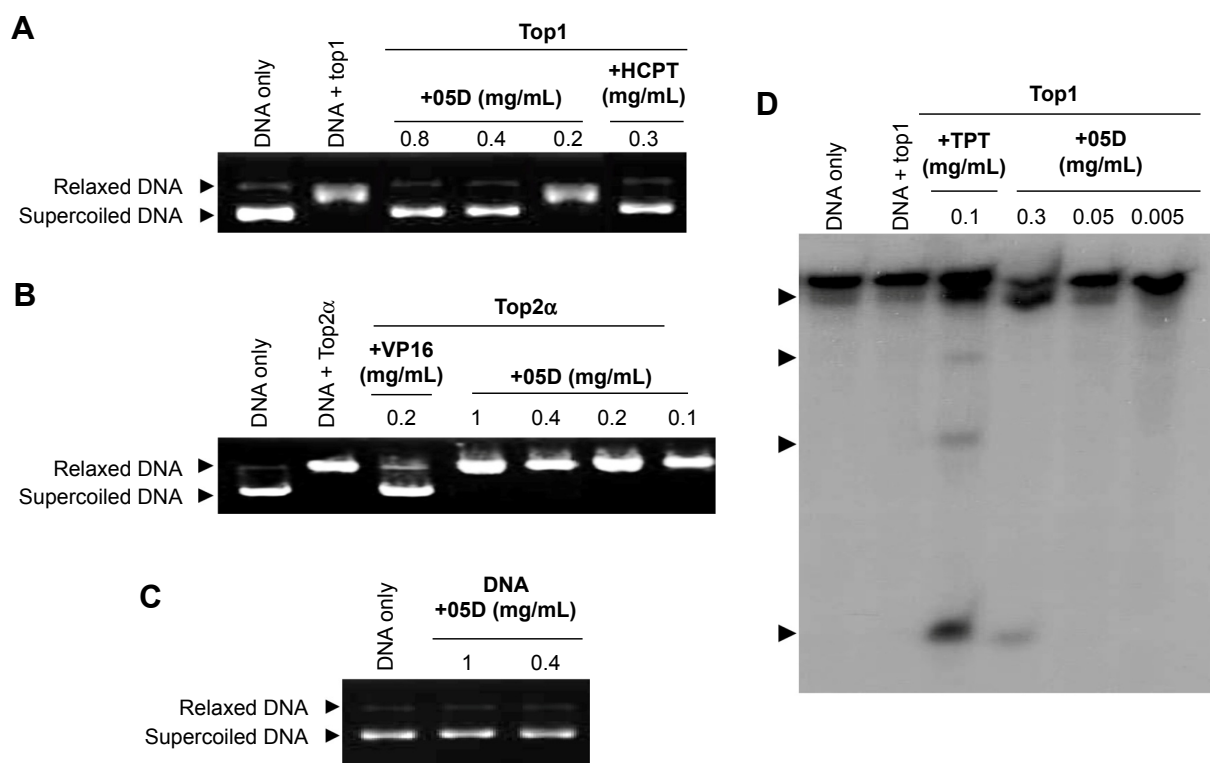 A
Top1
DNA only
DNA + top1
+05D (mg/mL)
+HCPT
(mg/mL)
0.8 0.4 0.2 0.3
Relaxed DNA
Supercoiled DNA
B
Top2α
DNA only
DNA + Top2α
+VP16
(mg/mL)
+05D (mg/mL)
0.2 1 0.4 0.2 0.1
Relaxed DNA
Supercoiled DNA
C
DNA only
DNA
+05D (mg/mL)
1 0.4
Relaxed DNA
Supercoiled DNA
D
Top1
DNA only
DNA + top1
+TPT
(mg/mL)
+05D
(mg/mL)
0.1 0.3 0.05 0.005